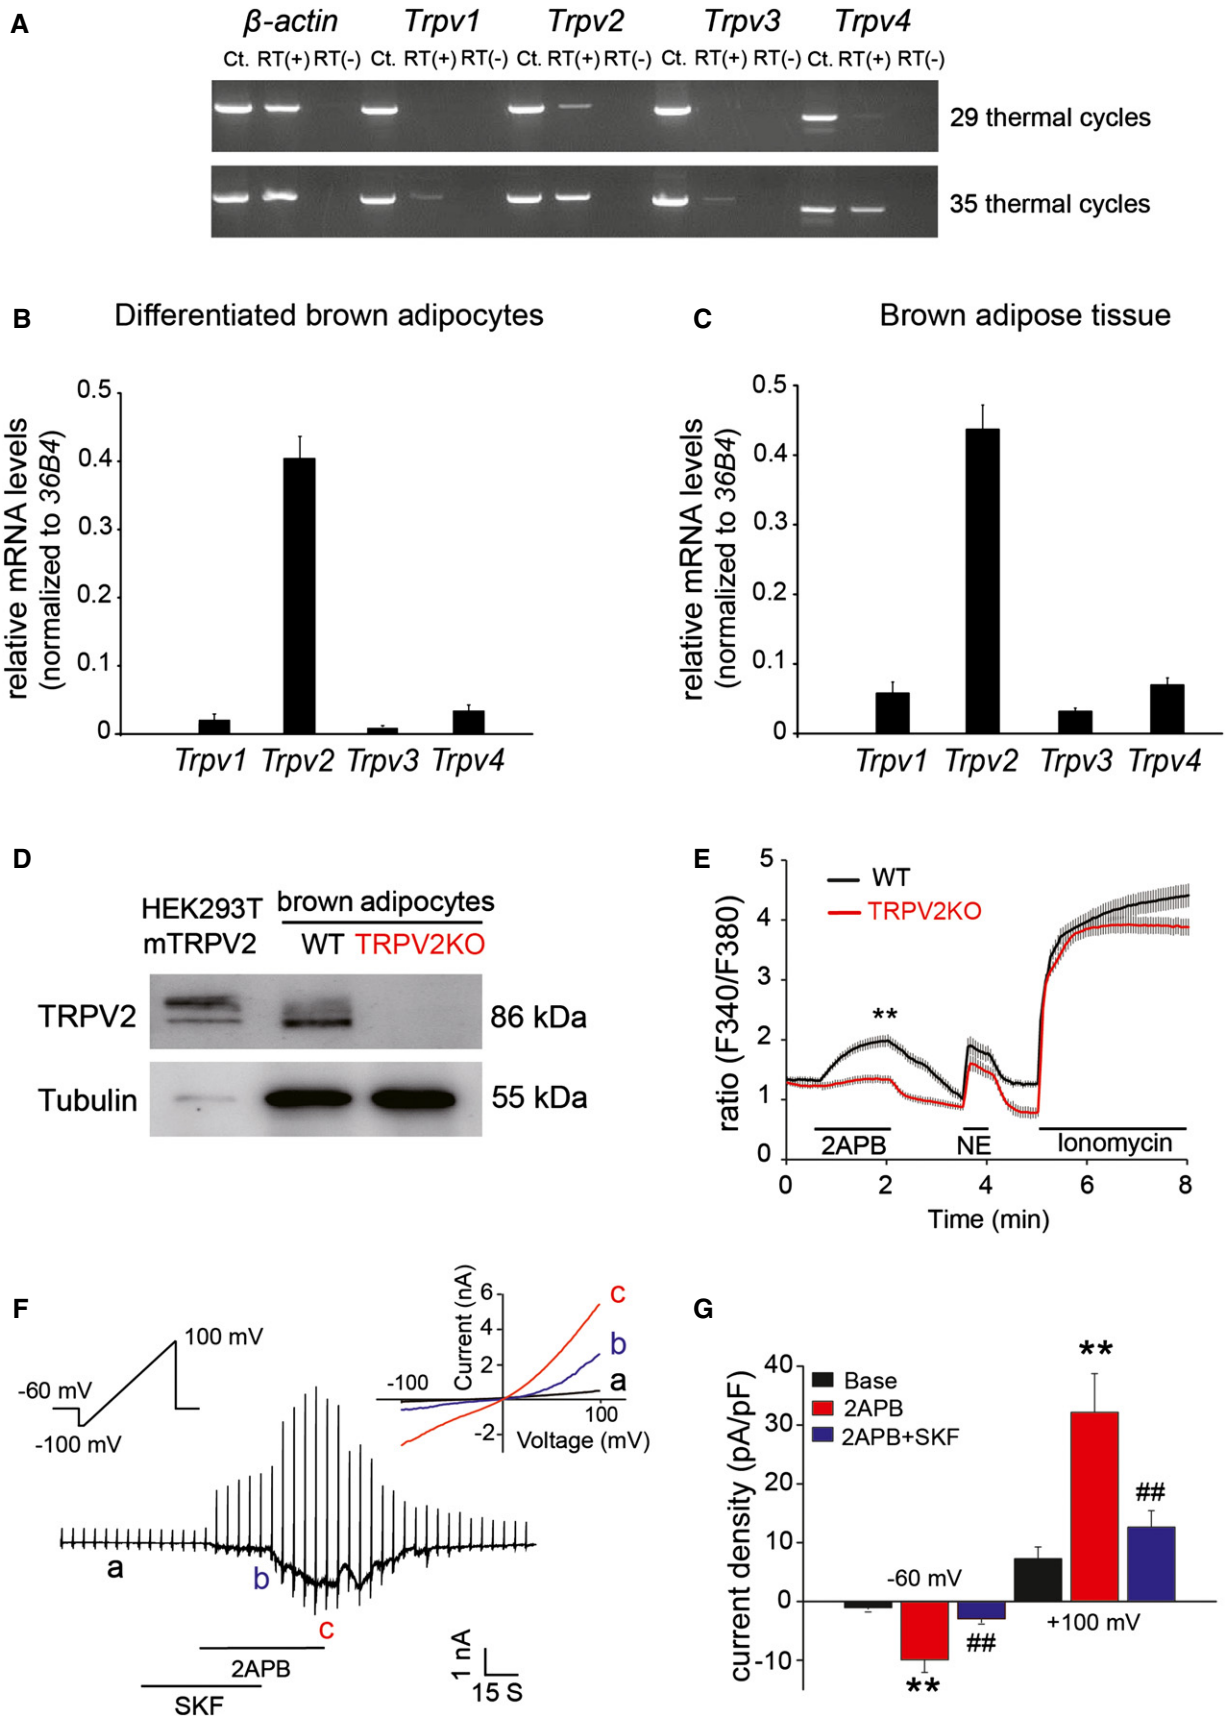 A
β-actin Trpv1 Trpv2 Trpv3 Trpv4
Ct. RT(+) RT(-) Ct. RT(+) RT(-) Ct. RT(+) RT(-) Ct. RT(+) RT(-) Ct. RT(+) RT(-)
29 thermal cycles
35 thermal cycles
B
Differentiated brown adipocytes
relative mRNA levels
(normalized to 36B4)
0.5
0.4
0.3
0.2
0.1
0
Trpv1 Trpv2 Trpv3 Trpv4
C
Brown adipose tissue
relative mRNA levels
(normalized to 36B4)
0.5
0.4
0.3
0.2
0.1
0
Trpv1 Trpv2 Trpv3 Trpv4
D
HEK293T
mTRPV2
brown adipocytes
WT TRPV2KO
TRPV2
86 kDa
Tubulin
55 kDa
E
ratio (F340/F380)
5
4
3
2
1
0
WT
TRPV2KO
**
2APB
NE
Ionomycin
0 2 4 6 8
Time (min)
F
100 mV
-60 mV
-100 mV
Current (nA)
6
4
2
-2
-100
100
Voltage (mV)
c
b
a
a
b
c
2APB
SKF
1 nA
15 S
G
current density (pA/pF)
40
30
20
10
0
-10
Base
2APB
2APB+SKF
**
##
-60 mV
+100 mV
##
**